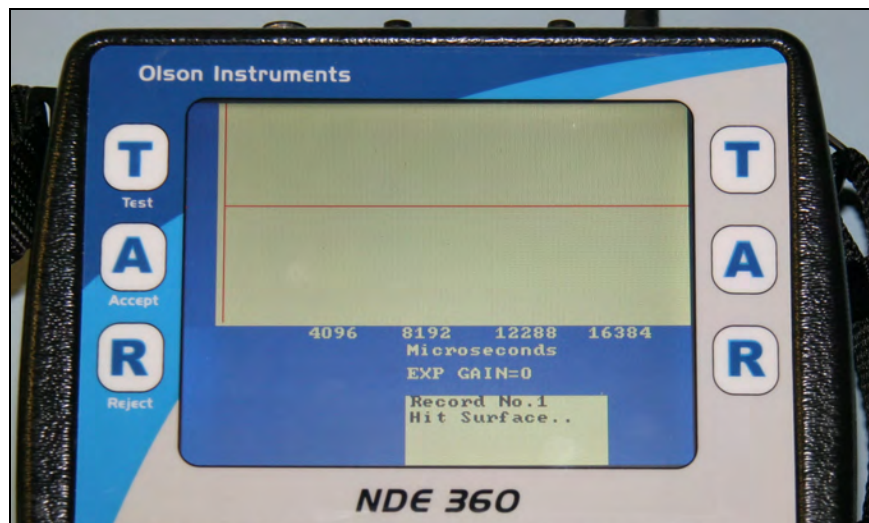 Olson Instruments
T
Test
A
Accept
R
Reject
4096 8192 12288 16384
Microseconds
EXP GAIN=0
Record No.1
Hit Surface..
T
A
R
NDE 360